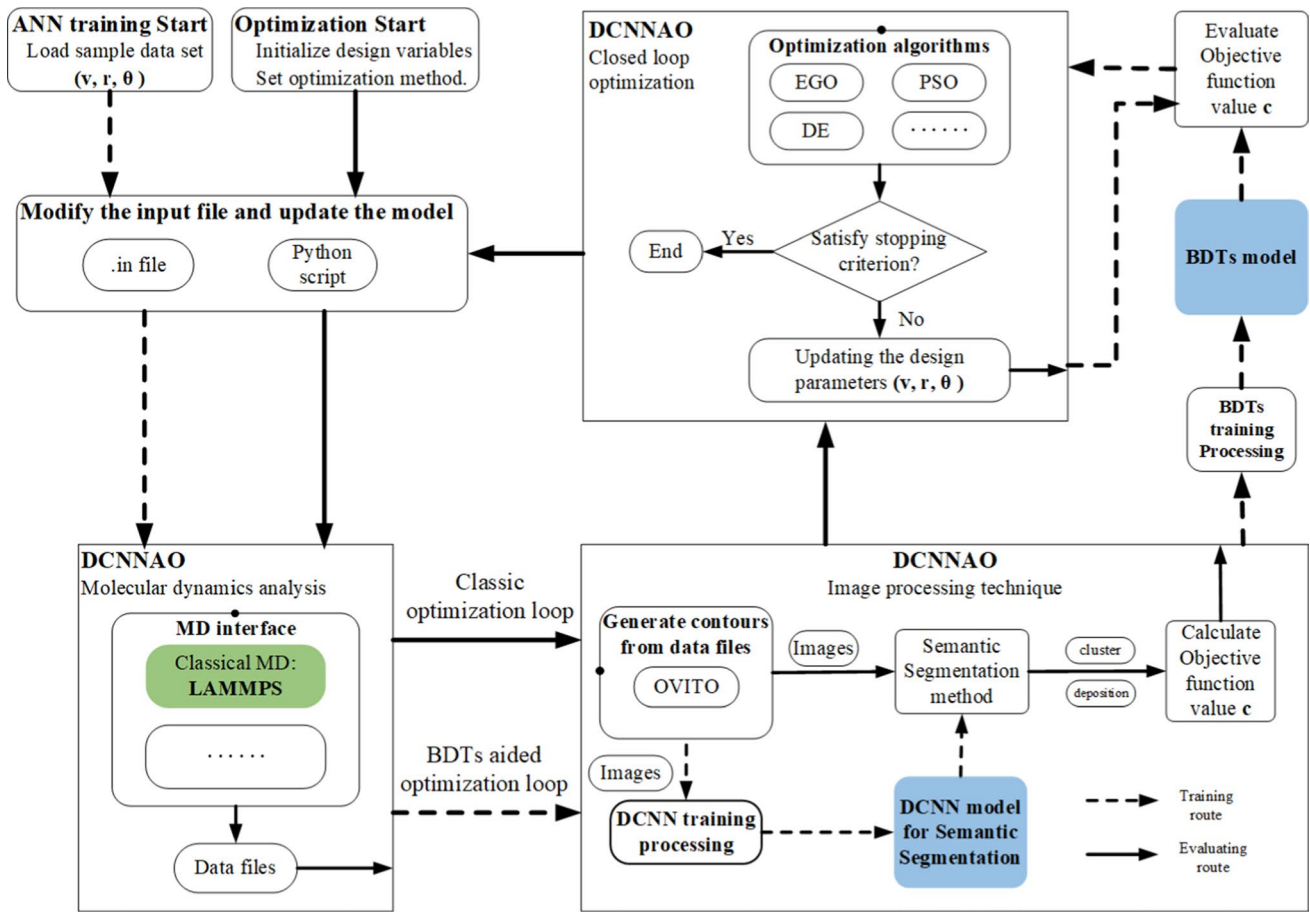 ANN training Start
Load sample data set
(v, r, θ )
Optimization Start
Initialize design variables
Set optimization method.
Modify the input file and update the model
.in file
Python
script
DCNNAO
Closed loop
optimization
Optimization algorithms
EGO
PSO
DE
······
Satisfy stopping
criterion?
Yes
End
No
Updating the design
parameters (v, r, θ )
Evaluate
Objective
function
value c
BDTs model
BDTs
training
Processing
DCNNAO
Molecular dynamics analysis
MD interface
Classical MD:
LAMMPS
······
Data files
Classic
optimization loop
BDTs aided
optimization loop
DCNNAO
Image processing technique
Generate contours
from data files
OVITO
Images
Semantic
Segmentation
method
cluster
deposition
Calculate
Objective
function
value c
Images
DCNN training
processing
DCNN model
for Semantic
Segmentation
Training
route
Evaluating
route